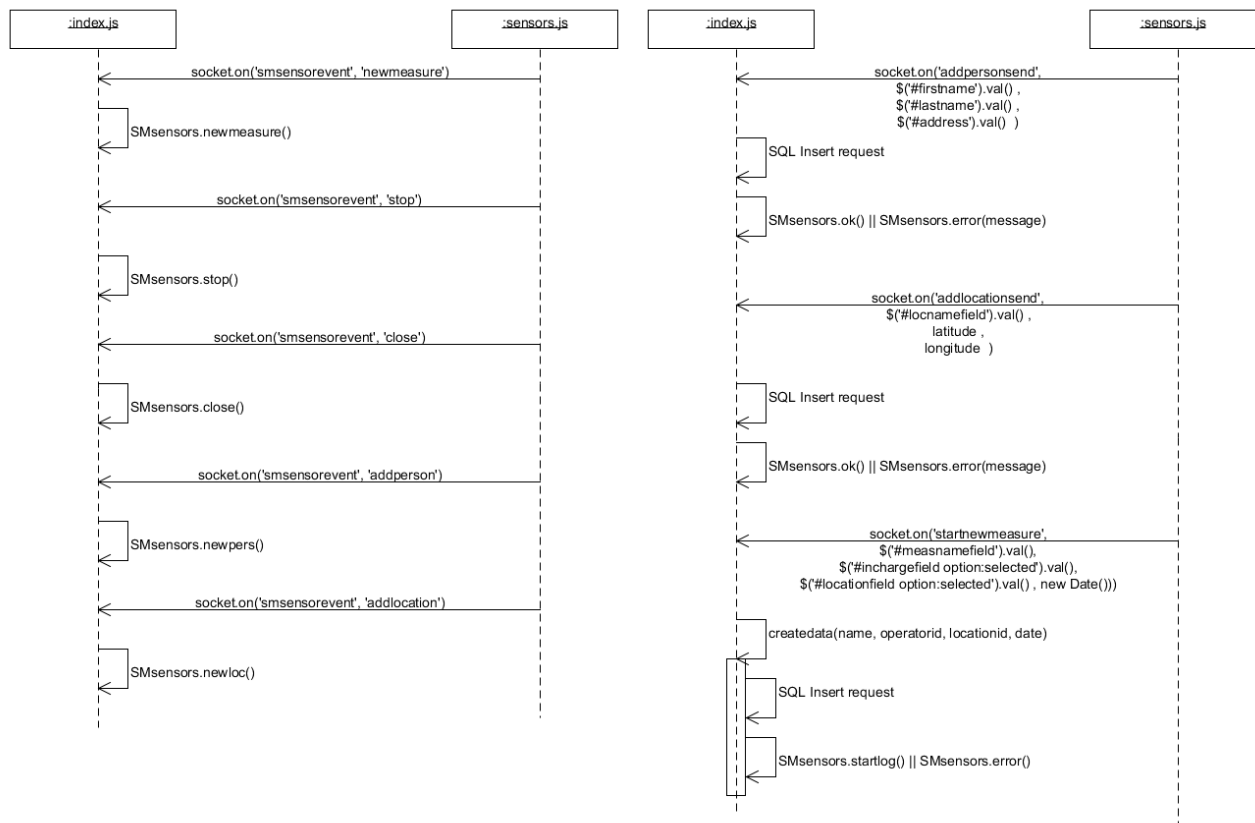 :index.js
:sensors.js
socket.on('smsensorevent', 'newmeasure')
SMsensors.newmeasure()
socket.on('smsensorevent', 'stop')
SMsensors.stop()
socket.on('smsensorevent', 'close')
SMsensors.close()
socket.on('smsensorevent', 'addperson')
SMsensors.newpers()
socket.on('smsensorevent', 'addlocation')
SMsensors.newloc()
:index.js
:sensors.js
socket.on('addpersonsend',
$('#firstname').val() ,
$('#lastname').val() ,
$('#address').val() )
SQL Insert request
SMsensors.ok() || SMsensors.error(message)
socket.on('addlocationsend',
$('#locnamefield').val() ,
latitude ,
longitude )
SQL Insert request
SMsensors.ok() || SMsensors.error(message)
socket.on('startnewmeasure',
$('#measnamefield').val(),
$('#inchargefield option:selected').val(),
$('#locationfield option:selected').val() , new Date()))
createdata(name, operatorid, locationid, date)
SQL Insert request
SMsensors.startlog() || SMsensors.error()